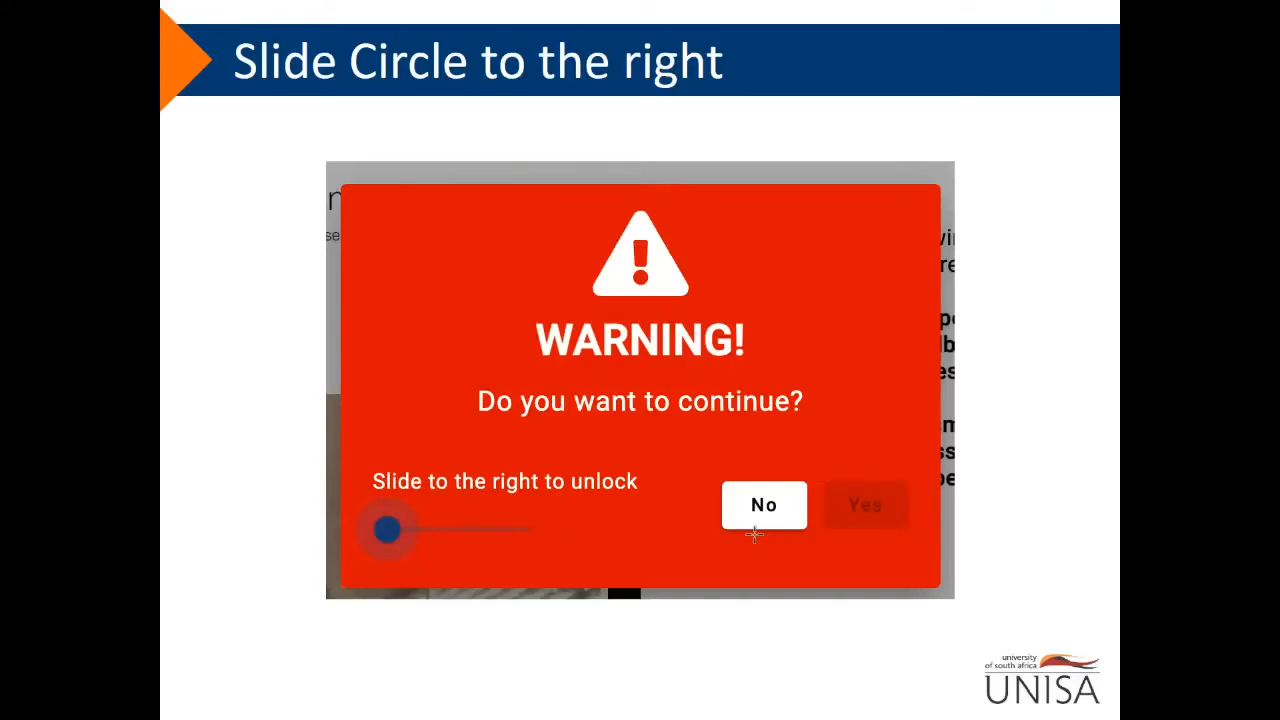 Slide Circle to the right
WARNING!
Do you want to continue?
Slide to the right to unlock
No
Yes
university
of south africa
UNISA